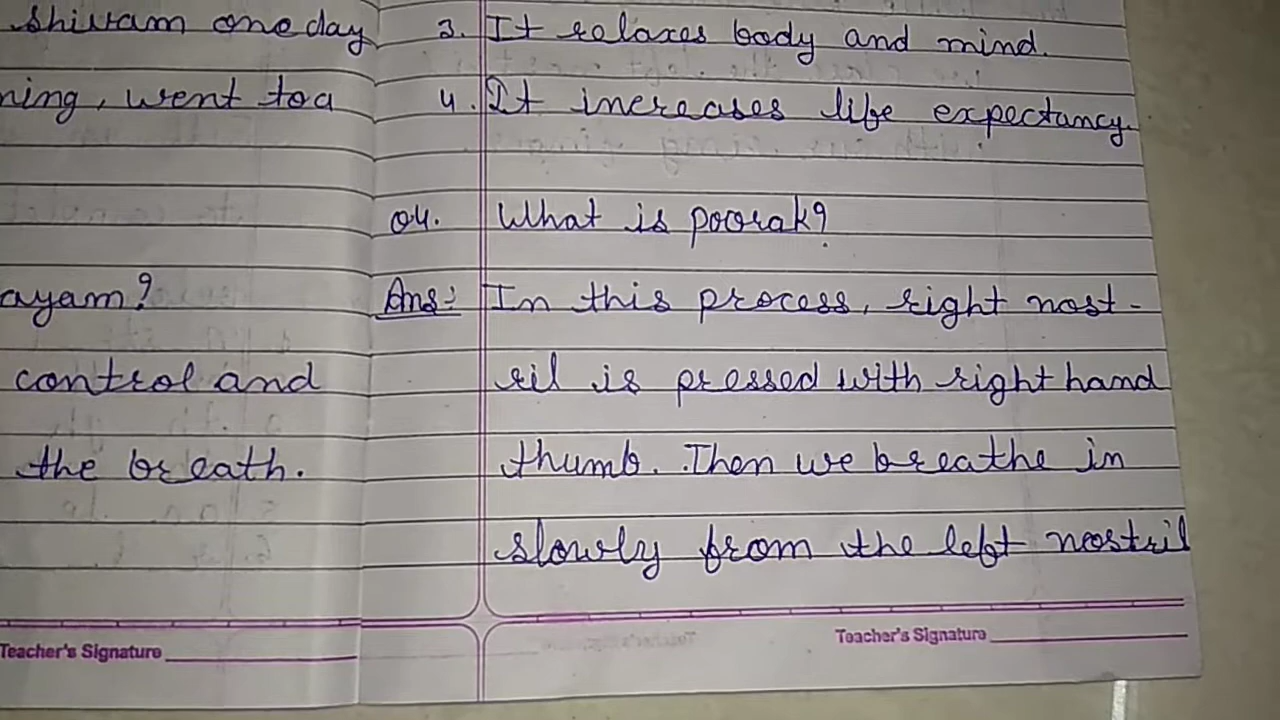 shivam one day
ning, went to a
ayam?
control and
the breath.
Teacher's Signature
3. It relaxes body and mind.
4. It increases life expectancy.
Q4. What is poorak?
Ans: In this process, right nost-
ril is pressed with right hand
thumb. Then we breathe in
slowly from the left nostril
Teacher's Signature